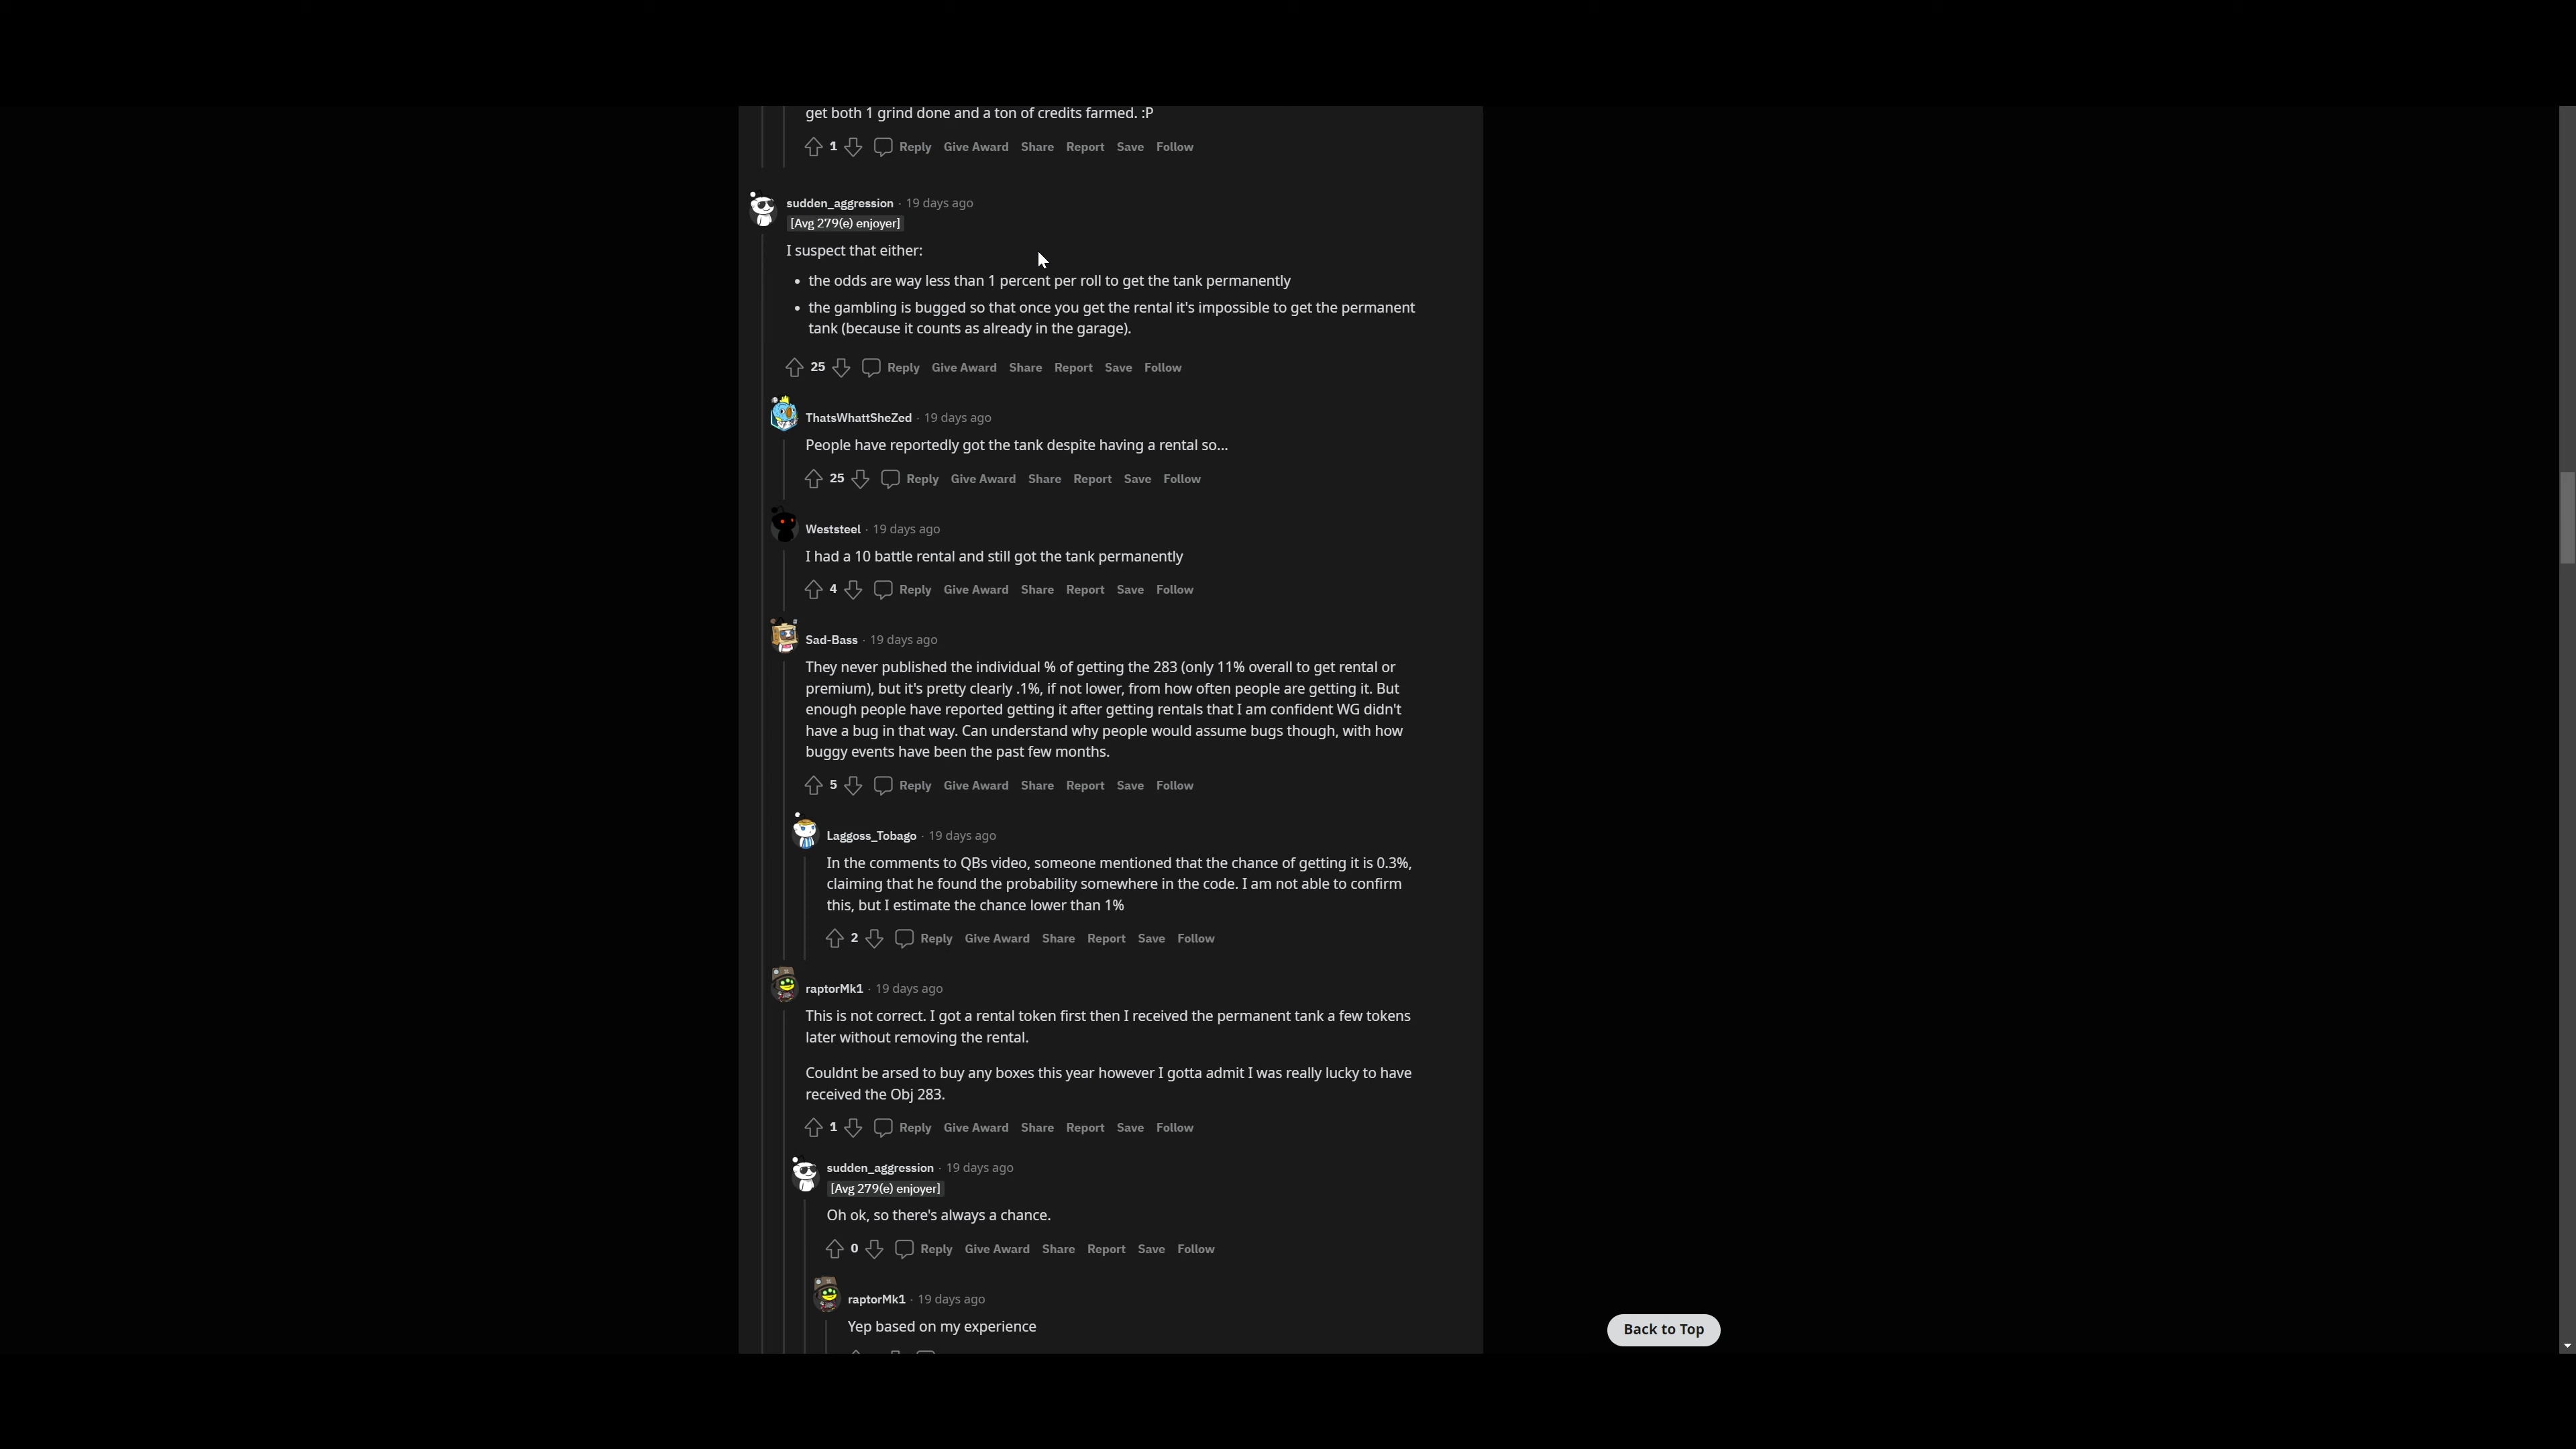 get both 1 grind done and a ton of credits farmed. :P
1 Reply Give Award Share Report Save Follow
sudden_aggression · 19 days ago
[Avg 279(e) enjoyer]
I suspect that either:
• the odds are way less than 1 percent per roll to get the tank permanently
• the gambling is bugged so that once you get the rental it's impossible to get the permanent
tank (because it counts as already in the garage).
25 Reply Give Award Share Report Save Follow
ThatsWhattSheZed · 19 days ago
People have reportedly got the tank despite having a rental so...
25 Reply Give Award Share Report Save Follow
Weststeel · 19 days ago
I had a 10 battle rental and still got the tank permanently
4 Reply Give Award Share Report Save Follow
Sad-Bass · 19 days ago
They never published the individual % of getting the 283 (only 11% overall to get rental or
premium), but it's pretty clearly .1%, if not lower, from how often people are getting it. But
enough people have reported getting it after getting rentals that I am confident WG didn't
have a bug in that way. Can understand why people would assume bugs though, with how
buggy events have been the past few months.
5 Reply Give Award Share Report Save Follow
Laggoss_Tobago · 19 days ago
In the comments to QBs video, someone mentioned that the chance of getting it is 0.3%,
claiming that he found the probability somewhere in the code. I am not able to confirm
this, but I estimate the chance lower than 1%
2 Reply Give Award Share Report Save Follow
raptorMk1 · 19 days ago
This is not correct. I got a rental token first then I received the permanent tank a few tokens
later without removing the rental.
Couldnt be arsed to buy any boxes this year however I gotta admit I was really lucky to have
received the Obj 283.
1 Reply Give Award Share Report Save Follow
sudden_aggression · 19 days ago
[Avg 279(e) enjoyer]
Oh ok, so there's always a chance.
0 Reply Give Award Share Report Save Follow
raptorMk1 · 19 days ago
Yep based on my experience
Back to Top